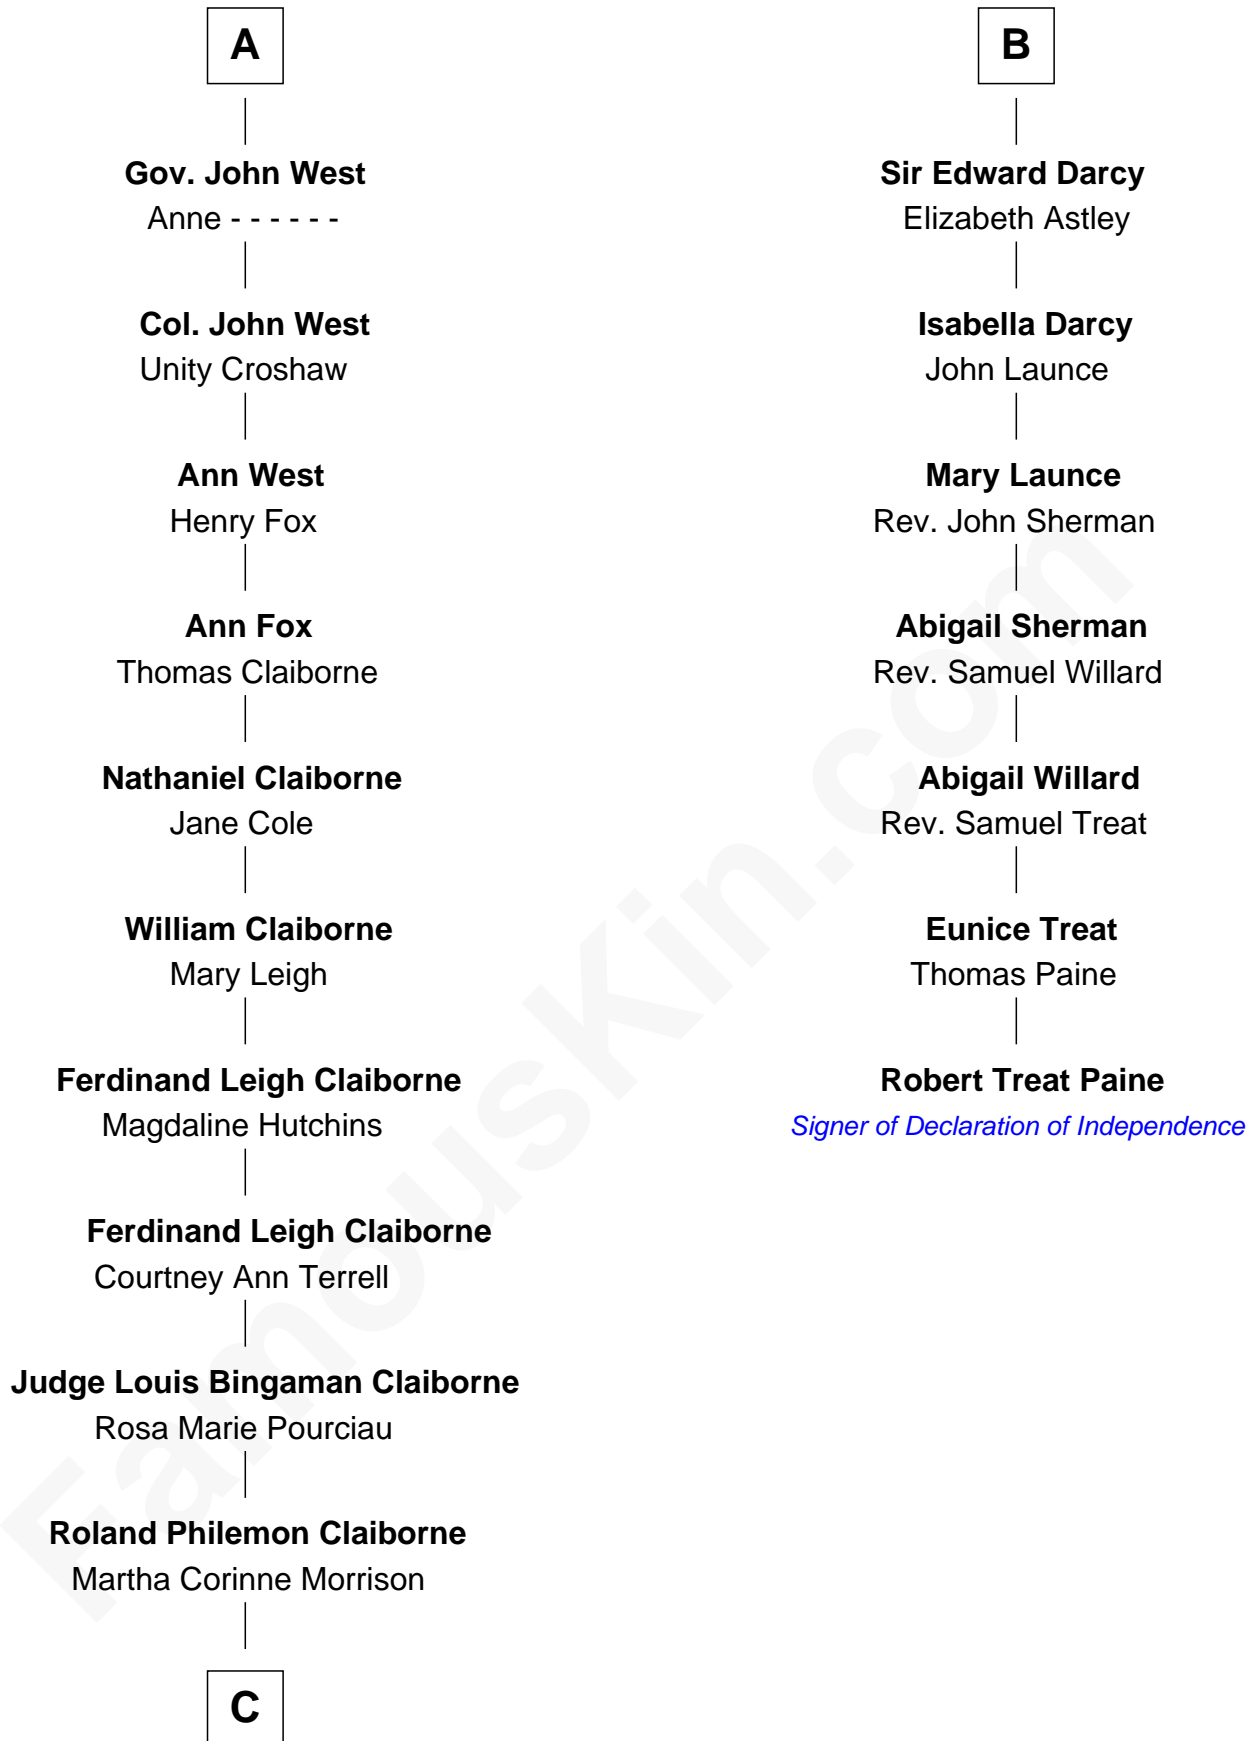 A
Gov. John West
Anne - - - - - -
Col. John West
Unity Croshaw
Ann West
Henry Fox
Ann Fox
Thomas Claiborne
Nathaniel Claiborne
Jane Cole
William Claiborne
Mary Leigh
Ferdinand Leigh Claiborne
Magdaline Hutchins
Ferdinand Leigh Claiborne
Courtney Ann Terrell
Judge Louis Bingaman Claiborne
Rosa Marie Pourciau
Roland Philemon Claiborne
Martha Corinne Morrison
C
B
Sir Edward Darcy
Elizabeth Astley
Isabella Darcy
John Launce
Mary Launce
Rev. John Sherman
Abigail Sherman
Rev. Samuel Willard
Abigail Willard
Rev. Samuel Treat
Eunice Treat
Thomas Paine
Robert Treat Paine
Signer of Declaration of Independence
FamousKin.com